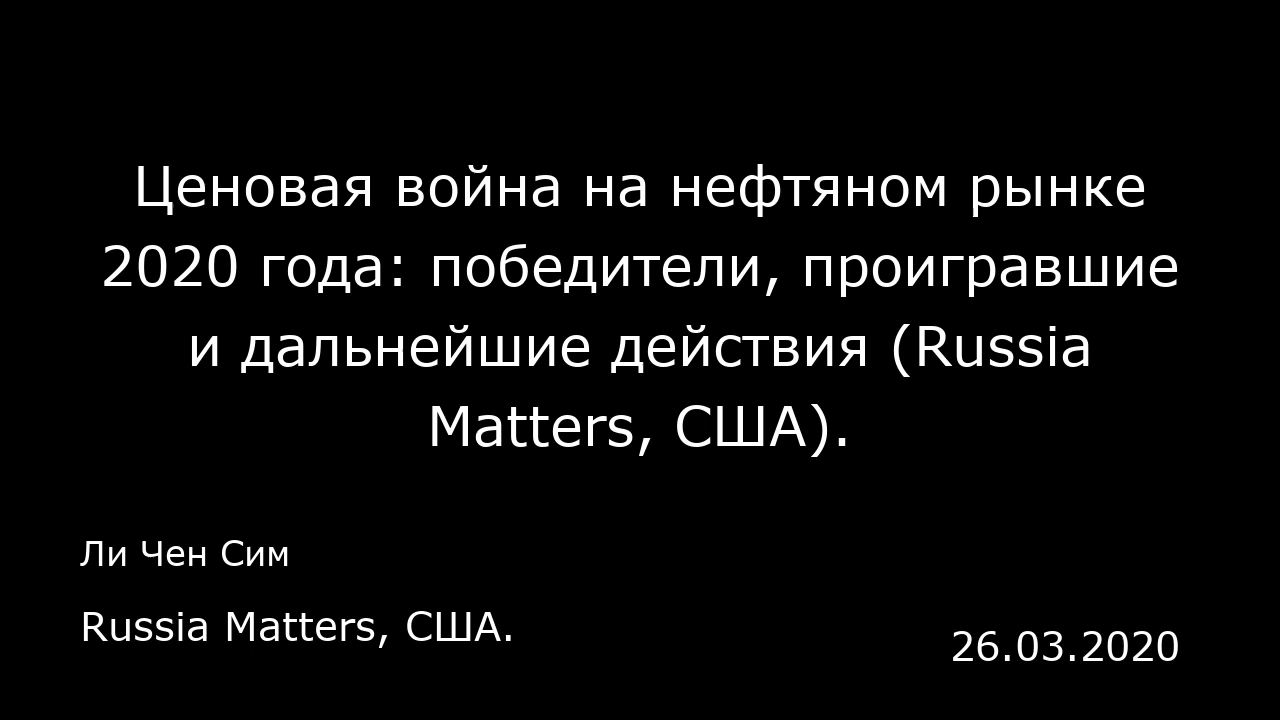 Ценовая война на нефтяном рынке
2020 года: победители, проигравшие
и дальнейшие действия (Russia
Matters, США).
Ли Чен Сим
Russia Matters, США.
26.03.2020